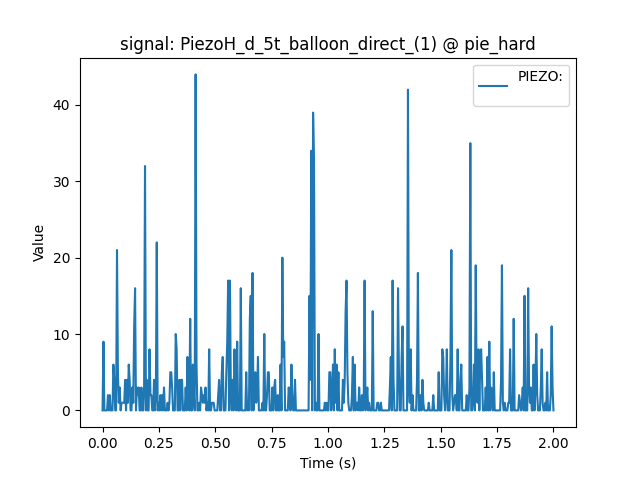 signal: PiezoH_d_5t_balloon_direct_(1) @ pie_hard
PIEZO:
Value
40
30
20
10
0
0.00 0.25 0.50 0.75 1.00 1.25 1.50 1.75 2.00
Time (s)